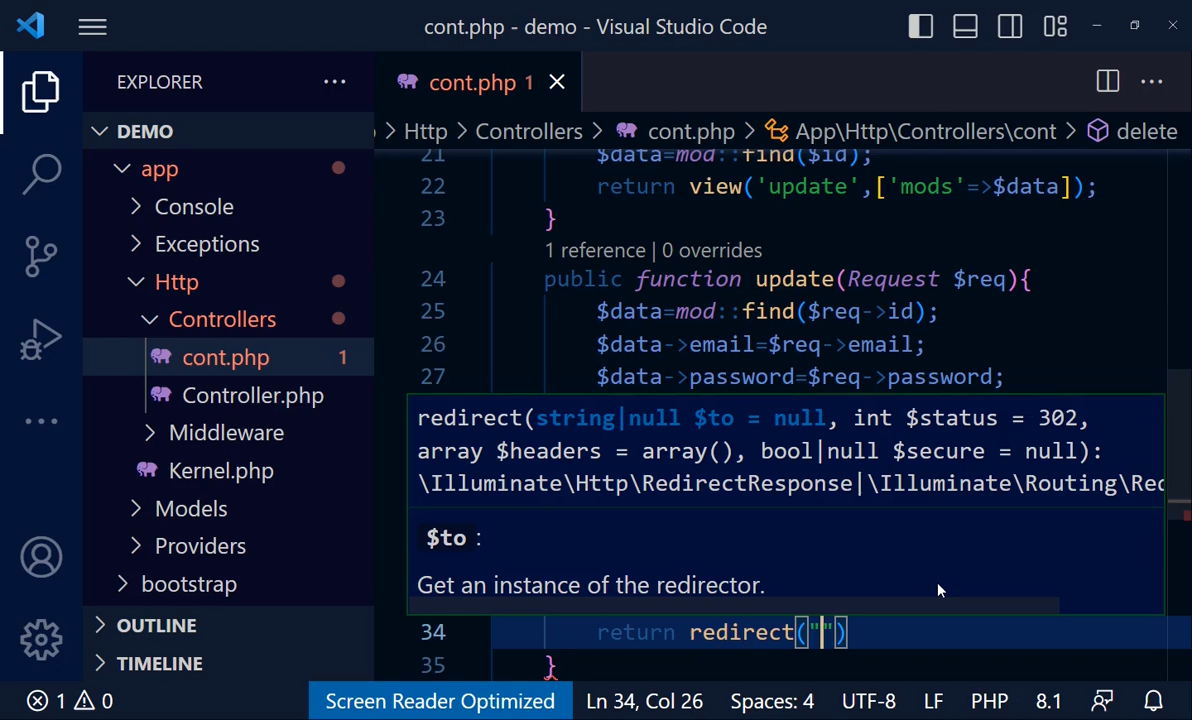 cont.php - demo - Visual Studio Code
EXPLORER
DEMO
app
Console
Exceptions
Http
Controllers
cont.php 1
Controller.php
Middleware
Kernel.php
Models
Providers
bootstrap
OUTLINE
TIMELINE
cont.php 1
Http > Controllers > cont.php > App\Http\Controllers\cont > delete
21 $data=mod::find($id);
22 return view('update',['mods'=>$data]);
23 }
1 reference | 0 overrides
24 public function update(Request $req){
25 $data=mod::find($req->id);
26 $data->email=$req->email;
27 $data->password=$req->password;
redirect(string|null $to = null, int $status = 302,
array $headers = array(), bool|null $secure = null):
\Illuminate\Http\RedirectResponse|\Illuminate\Routing\Rec
$to :
Get an instance of the redirector.
34 return redirect("")
35 }
1 0 Screen Reader Optimized Ln 34, Col 26 Spaces: 4 UTF-8 LF PHP 8.1